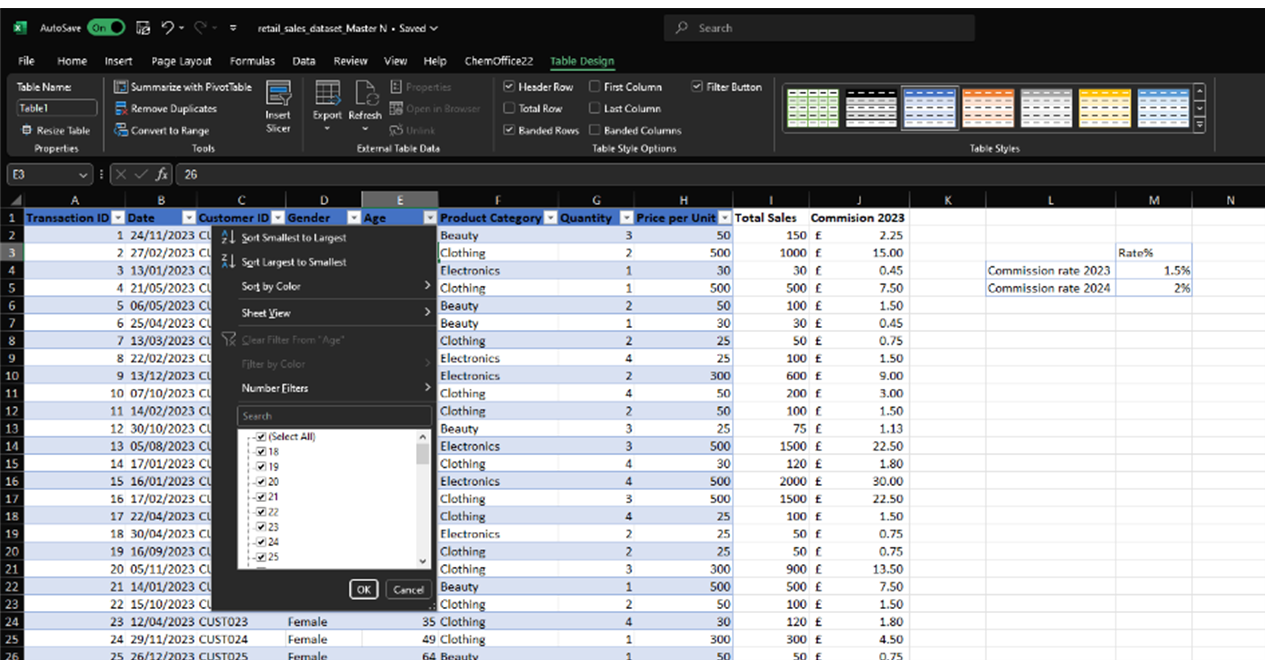 AutoSave On retail_sales_dataset_Master N • Saved Search
File Home Insert Page Layout Formulas Data Review View Help ChemOffice22 Table Design
Table Name: Summarize with PivotTable Properties Header Row First Column Filter Button
Table1 Remove Duplicates Insert Slicer Export Refresh Open in Browser Total Row Last Column
Resize Table Convert to Range Unlink Banded Rows Banded Columns
Properties Tools External Table Data Table Style Options Table Styles
E3 fx 26
A B C D E F G H I J K L M N
1 Transaction ID Date Customer ID Gender Age Product Category Quantity Price per Unit Total Sales Commision 2023
2 1 24/11/2023 CU Sort Smallest to Largest Beauty 3 50 150 £ 2.25
3 2 27/02/2023 CU Sort Largest to Smallest Clothing 2 500 1000 £ 15.00 Rate%
4 3 13/01/2023 CU Electronics 1 30 30 £ 0.45 Commission rate 2023 1.5%
5 4 21/05/2023 CU Sort by Color Clothing 1 500 500 £ 7.50 Commission rate 2024 2%
6 5 06/05/2023 CU Sheet View Beauty 2 50 100 £ 1.50
7 6 25/04/2023 CU Beauty 1 30 30 £ 0.45
8 7 13/03/2023 CU Clear Filter From "Age" Clothing 2 25 50 £ 0.75
9 8 22/02/2023 CU Filter by Color Electronics 4 25 100 £ 1.50
10 9 13/12/2023 CU Number Filters Electronics 2 300 600 £ 9.00
11 10 07/10/2023 CU Clothing 4 50 200 £ 3.00
12 11 14/02/2023 CU Search Clothing 2 50 100 £ 1.50
13 12 30/10/2023 CU (Select All) Beauty 3 25 75 £ 1.13
14 13 05/08/2023 CU 18 Electronics 3 500 1500 £ 22.50
15 14 17/01/2023 CU 19 Clothing 4 30 120 £ 1.80
16 15 16/01/2023 CU 20 Electronics 4 500 2000 £ 30.00
17 16 17/02/2023 CU 21 Clothing 3 500 1500 £ 22.50
18 17 22/04/2023 CU 22 Clothing 4 25 100 £ 1.50
19 18 30/04/2023 CU 23 Electronics 2 25 50 £ 0.75
20 19 16/09/2023 CU 24 Clothing 2 25 50 £ 0.75
21 20 05/11/2023 CU 25 Clothing 3 300 900 £ 13.50
22 21 14/01/2023 CU OK Cancel Beauty 1 500 500 £ 7.50
23 22 15/10/2023 CU Clothing 2 50 100 £ 1.50
24 23 12/04/2023 CUST023 Female 35 Clothing 4 30 120 £ 1.80
25 24 29/11/2023 CUST024 Female 49 Clothing 1 300 300 £ 4.50
26 25 26/12/2023 CUST025 Female 64 Beauty 1 50 50 £ 0.75